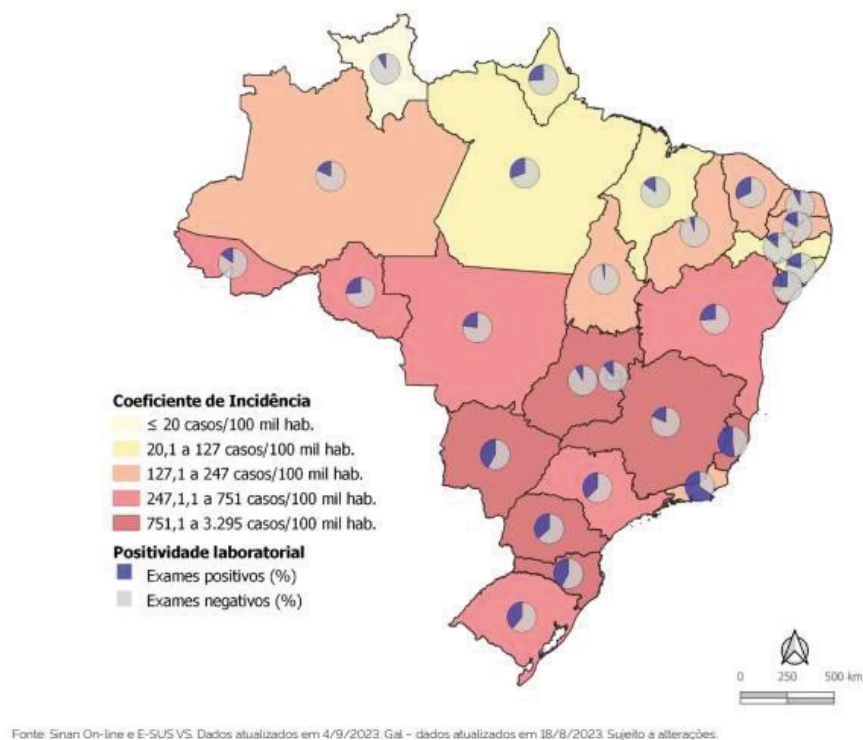 Coeficiente de Incidência
≤ 20 casos/100 mil hab.
20,1 a 127 casos/100 mil hab.
127,1 a 247 casos/100 mil hab.
247,1,1 a 751 casos/100 mil hab.
751,1 a 3.295 casos/100 mil hab.
Positividade laboratorial
Exames positivos (%)
Exames negativos (%)
0 250 500 km
Fonte: Sinan On-line e E-SUS VS. Dados atualizados em 4/9/2023. Gal – dados atualizados em 18/8/2023. Sujeito a alterações.